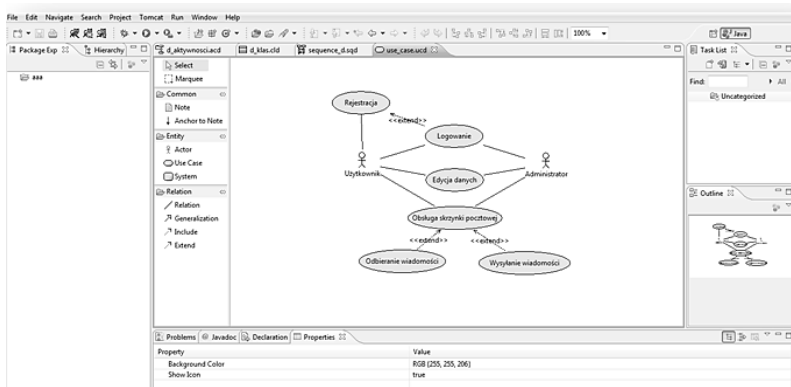 File Edit Navigate Search Project Tomcat Run Window Help
100%
Java
Package Exp
Hierarchy
aaa
d_aktywnosci.acd
d_klas.cld
sequence_d.sqd
use_case.ucd
Select
Marquee
Common
Note
Anchor to Note
Entity
Actor
Use Case
System
Relation
Relation
Generalization
Include
Extend
Rejestracja
<<extend>>
Logowanie
Użytkownik
Administrator
Edycja danych
Obsługa skrzynki pocztowej
<<extend>>
<<extend>>
Odbieranie wiadomości
Wysyłanie wiadomości
Task List
Find:
All
Uncategorized
Outline
Problems
Javadoc
Declaration
Properties
Property Value
Background Color RGB {255, 255, 206}
Show Icon true